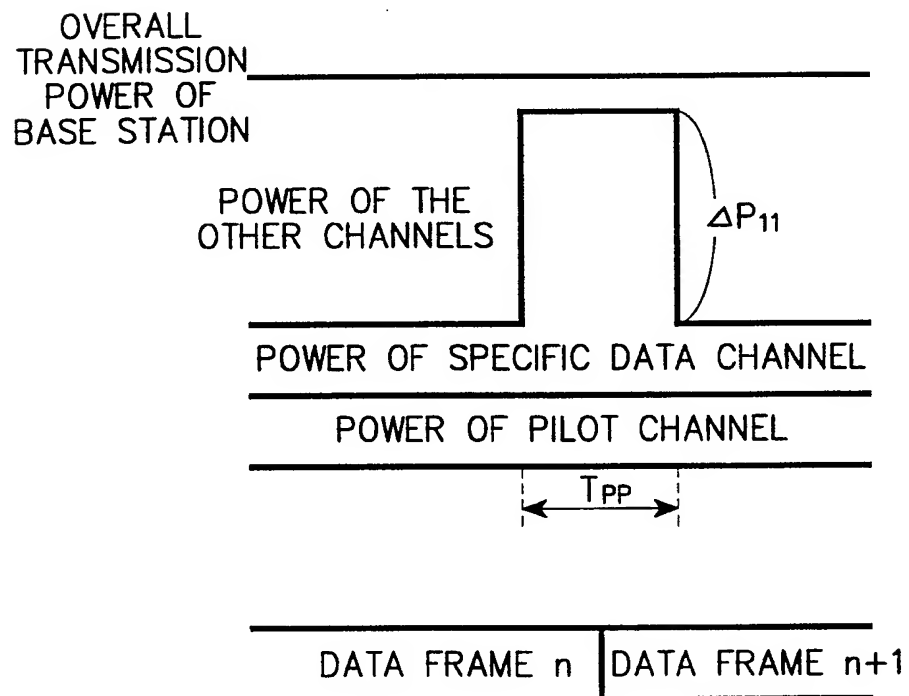 OVERALL
TRANSMISSION
POWER OF
BASE STATION
POWER OF THE
OTHER CHANNELS
ΔP11
POWER OF SPECIFIC DATA CHANNEL
POWER OF PILOT CHANNEL
TPP
DATA FRAME n
DATA FRAME n+1